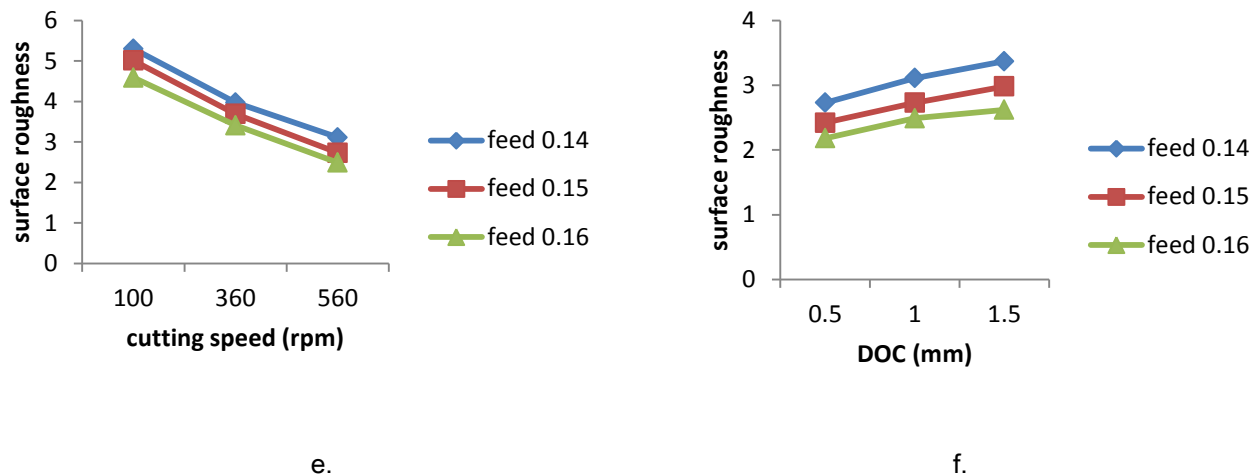 6
5
4
3
2
1
0
surface roughness
100 360 560
cutting speed (rpm)
feed 0.14
feed 0.15
feed 0.16
e.
4
3
2
1
0
surface roughness
0.5 1 1.5
DOC (mm)
feed 0.14
feed 0.15
feed 0.16
f.